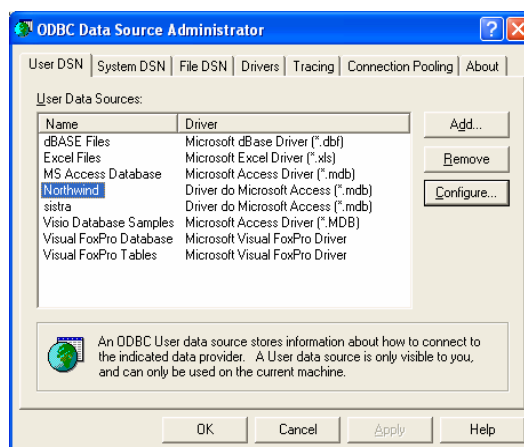 ODBC Data Source Administrator
User DSN System DSN File DSN Drivers Tracing Connection Pooling About
User Data Sources:
Name Driver
dBASE Files Microsoft dBase Driver (*.dbf)
Excel Files Microsoft Excel Driver (*.xls)
MS Access Database Microsoft Access Driver (*.mdb)
Northwind Driver do Microsoft Access (*.mdb)
sistra Driver do Microsoft Access (*.mdb)
Visio Database Samples Microsoft Access Driver (*.MDB)
Visual FoxPro Database Microsoft Visual FoxPro Driver
Visual FoxPro Tables Microsoft Visual FoxPro Driver
Add...
Remove
Configure...
An ODBC User data source stores information about how to connect to
the indicated data provider. A User data source is only visible to you,
and can only be used on the current machine.
OK Cancel Apply Help